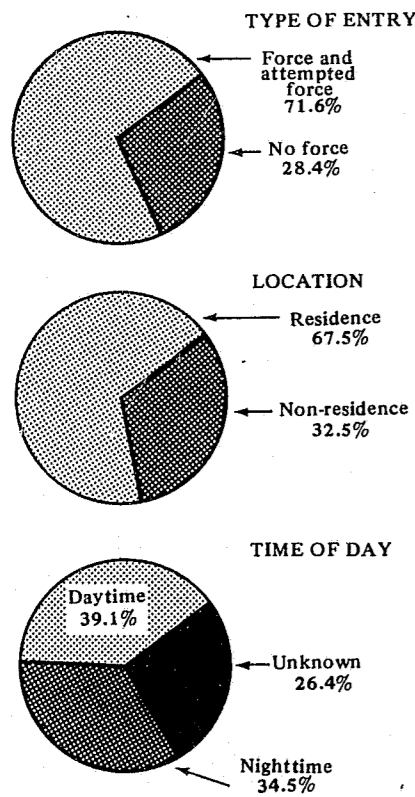 TYPE OF ENTRY
Force and
attempted
force
71.6%
No force
28.4%
LOCATION
Residence
67.5%
Non-residence
32.5%
TIME OF DAY
Daytime
39.1%
Unknown
26.4%
Nighttime
34.5%